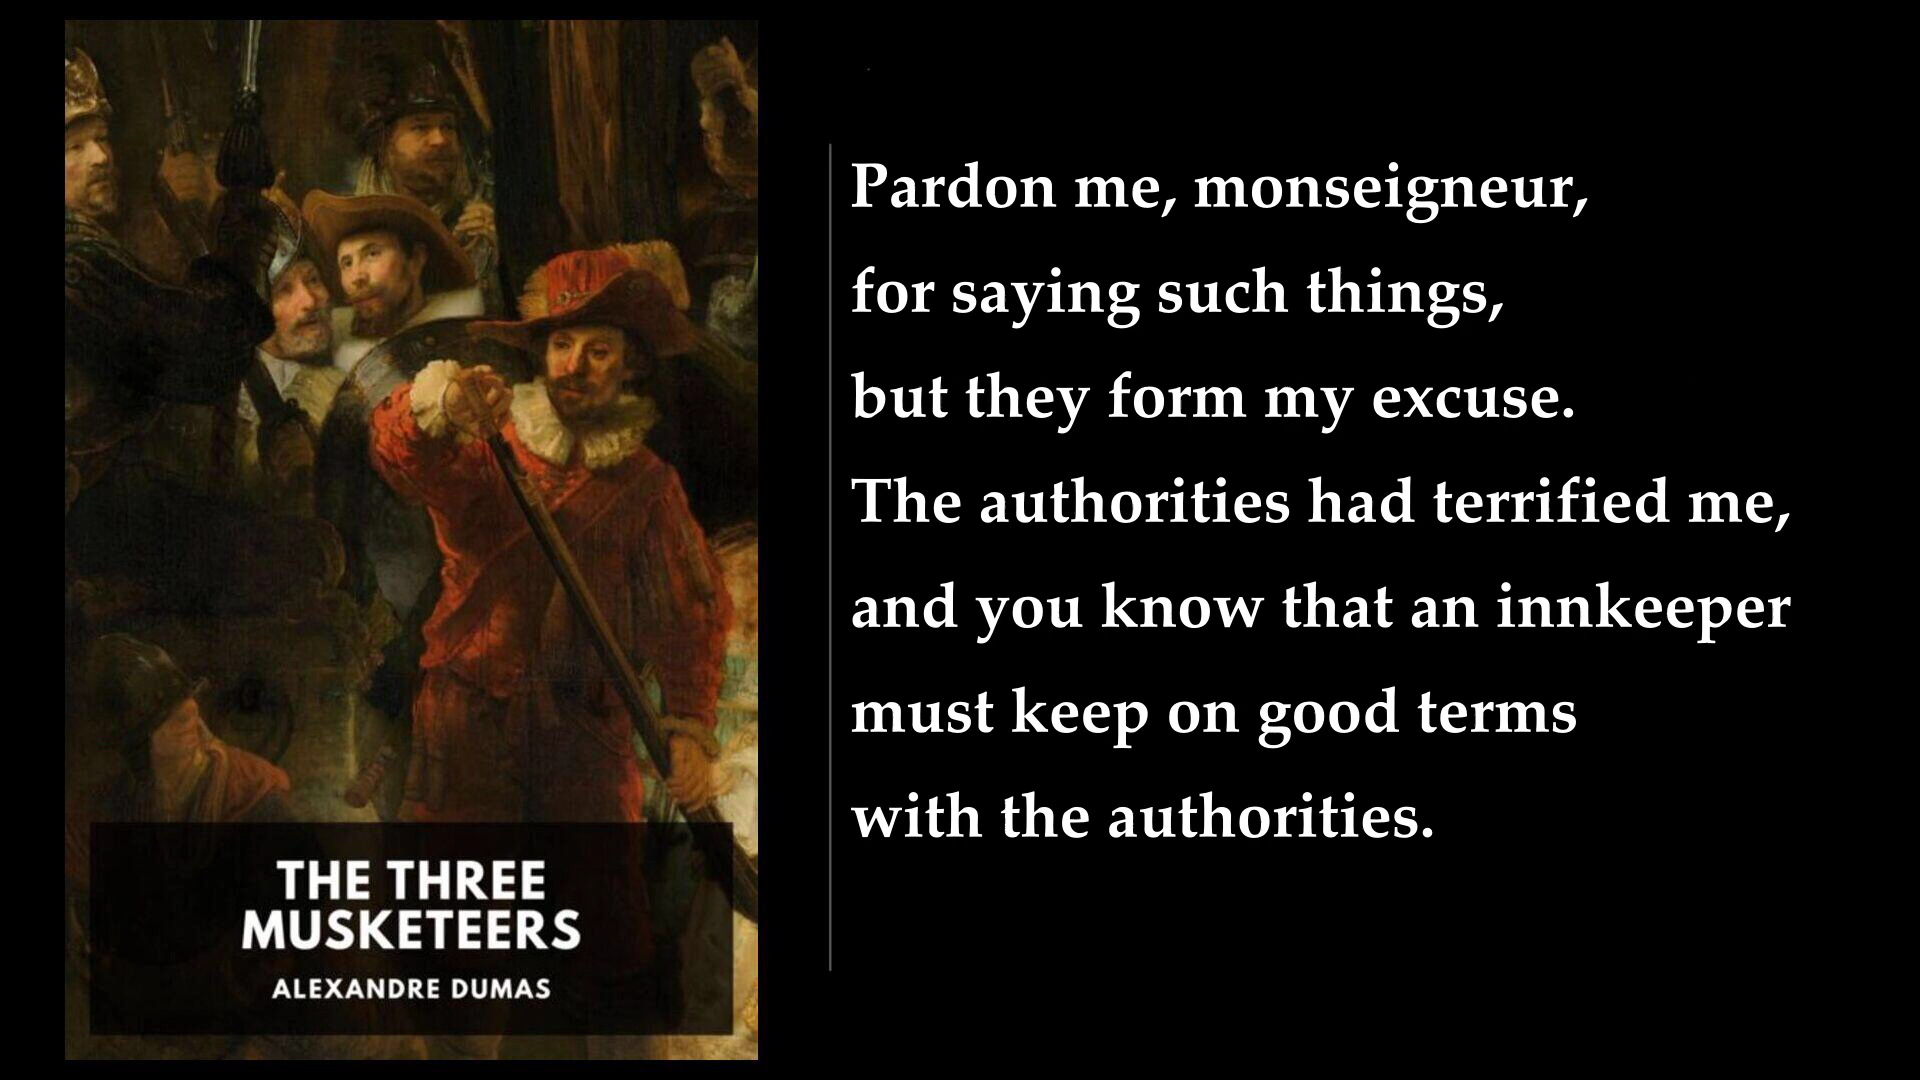 THE THREE
MUSKETEERS
ALEXANDRE DUMAS
Pardon me, monseigneur,
for saying such things,
but they form my excuse.
The authorities had terrified me,
and you know that an innkeeper
must keep on good terms
with the authorities.